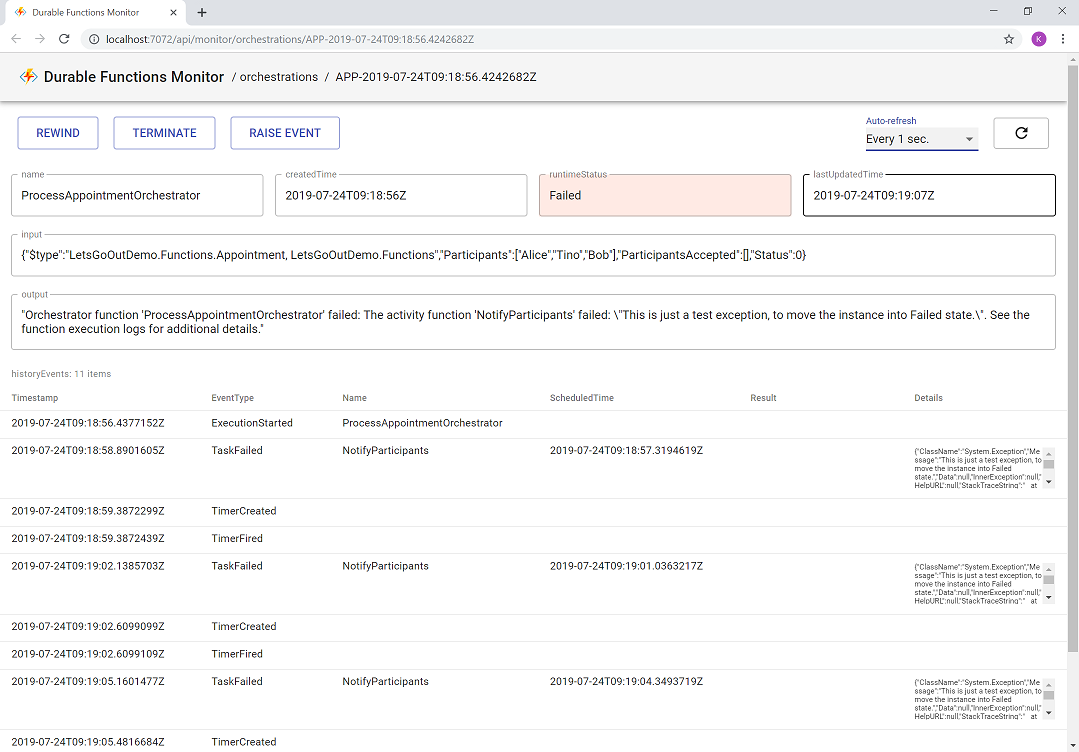 Durable Functions Monitor
localhost:7072/api/monitor/orchestrations/APP-2019-07-24T09:18:56.4242682Z
K
Durable Functions Monitor / orchestrations / APP-2019-07-24T09:18:56.4242682Z
REWIND TERMINATE RAISE EVENT
Auto-refresh
Every 1 sec.
name createdTime runtimeStatus lastUpdatedTime
ProcessAppointmentOrchestrator 2019-07-24T09:18:56Z Failed 2019-07-24T09:19:07Z
input
{"$type":"LetsGoOutDemo.Functions.Appointment, LetsGoOutDemo.Functions","Participants":["Alice","Tino","Bob"],"ParticipantsAccepted":[],"Status":0}
output
"Orchestrator function 'ProcessAppointmentOrchestrator' failed: The activity function 'NotifyParticipants' failed: \"This is just a test exception, to move the instance into Failed state.\". See the
function execution logs for additional details."
historyEvents: 11 items
Timestamp EventType Name ScheduledTime Result Details
2019-07-24T09:18:56.4377152Z ExecutionStarted ProcessAppointmentOrchestrator
2019-07-24T09:18:58.8901605Z TaskFailed NotifyParticipants 2019-07-24T09:18:57.3194619Z {"ClassName":"System.Exception","Me
ssage":"This is just a test exception, to
move the instance into Failed
state.","Data":null,"InnerException":null,"
HelpURL":null,"StackTraceString":" at
2019-07-24T09:18:59.3872299Z TimerCreated
2019-07-24T09:18:59.3872439Z TimerFired
2019-07-24T09:19:02.1385703Z TaskFailed NotifyParticipants 2019-07-24T09:19:01.0363217Z {"ClassName":"System.Exception","Me
ssage":"This is just a test exception, to
move the instance into Failed
state.","Data":null,"InnerException":null,"
HelpURL":null,"StackTraceString":" at
2019-07-24T09:19:02.6099099Z TimerCreated
2019-07-24T09:19:02.6099109Z TimerFired
2019-07-24T09:19:05.1601477Z TaskFailed NotifyParticipants 2019-07-24T09:19:04.3493719Z {"ClassName":"System.Exception","Me
ssage":"This is just a test exception, to
move the instance into Failed
state.","Data":null,"InnerException":null,"
HelpURL":null,"StackTraceString":" at
2019-07-24T09:19:05.4816684Z TimerCreated